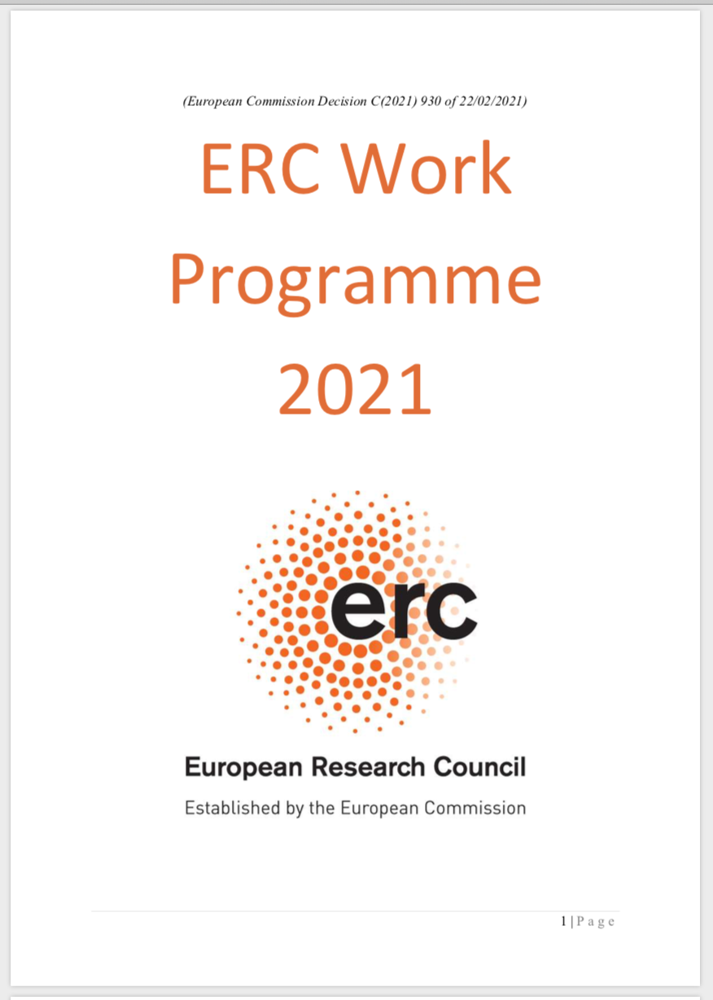 (European Commission Decision C(2021) 930 of 22/02/2021)
ERC Work
Programme
2021
erc
European Research Council
Established by the European Commission
1 | P a g e